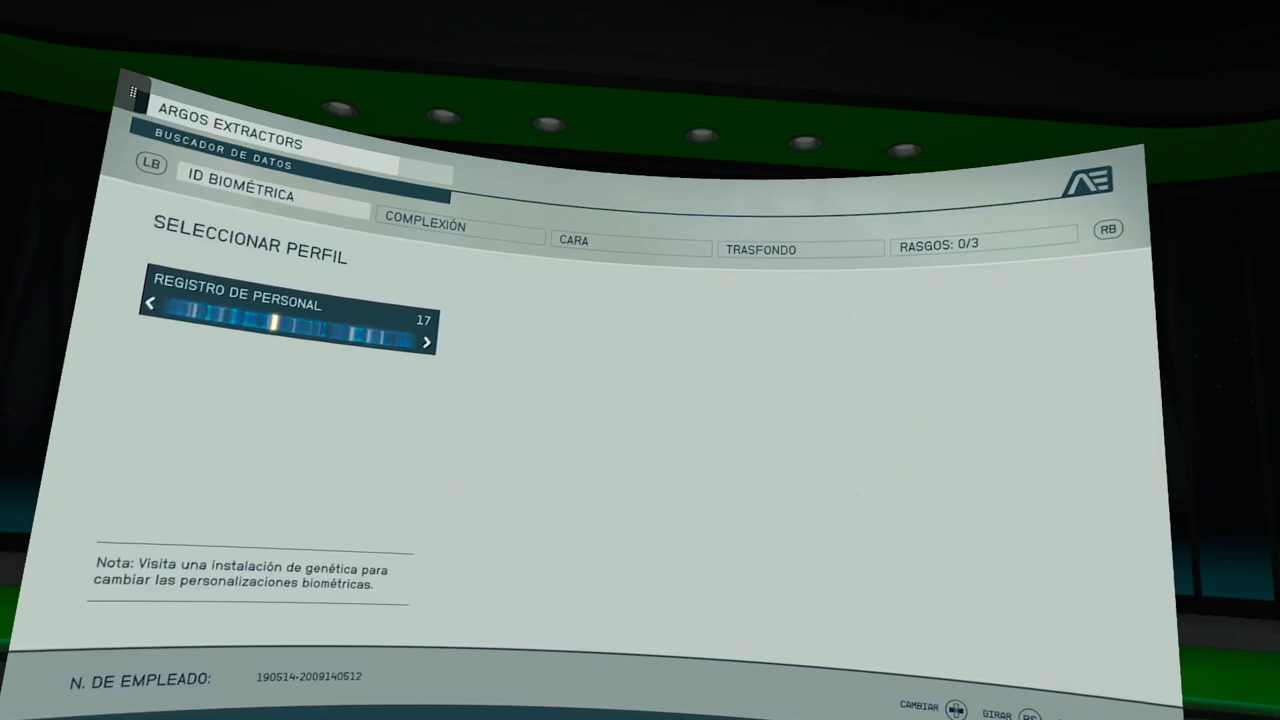 ARGOS EXTRACTORS
BUSCADOR DE DATOS
LB
ID BIOMÉTRICA
COMPLEXIÓN
CARA
TRASFONDO
RASGOS: 0/3
RB
SELECCIONAR PERFIL
REGISTRO DE PERSONAL
17
Nota: Visita una instalación de genética para
cambiar las personalizaciones biométricas.
N. DE EMPLEADO: 190514-2009140512
CAMBIAR
GIRAR RS